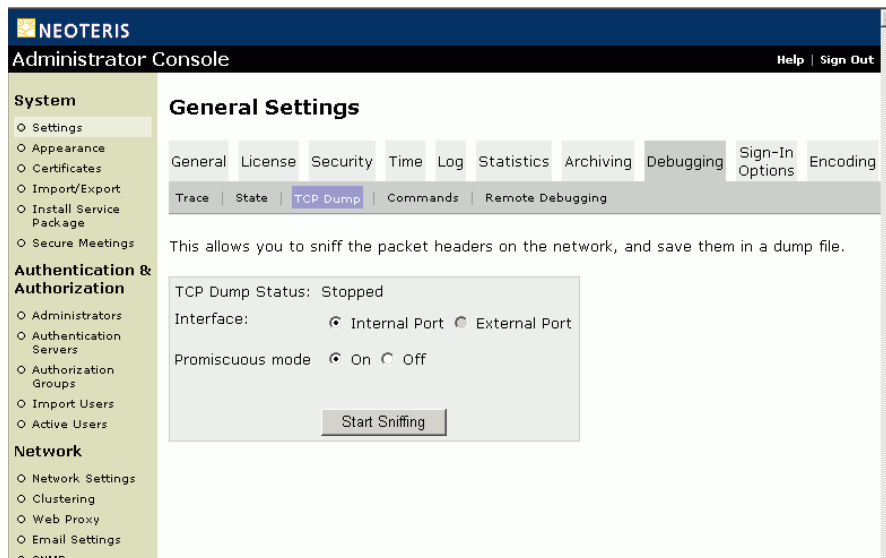 NEOTERIS
Administrator Console
Help | Sign Out
System
Settings
Appearance
Certificates
Import/Export
Install Service
Package
Secure Meetings
Authentication &
Authorization
Administrators
Authentication
Servers
Authorization
Groups
Import Users
Active Users
Network
Network Settings
Clustering
Web Proxy
Email Settings
General Settings
General License Security Time Log Statistics Archiving Debugging Sign-In Options Encoding
Trace | State | TCP Dump | Commands | Remote Debugging
This allows you to sniff the packet headers on the network, and save them in a dump file.
TCP Dump Status: Stopped
Interface: Internal Port External Port
Promiscuous mode On Off
Start Sniffing